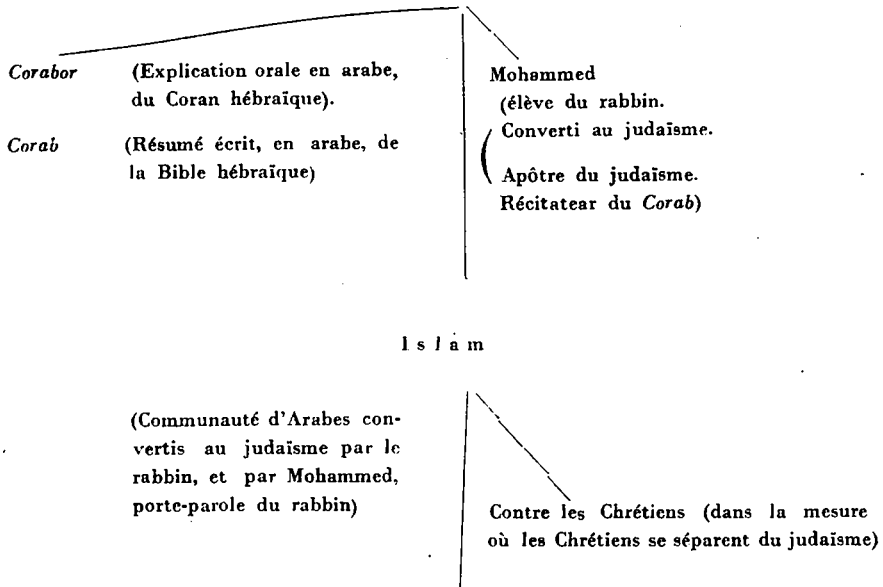 Corabor (Explication orale en arabe,
du Coran hébraïque).
Corab (Résumé écrit, en arabe, de
la Bible hébraïque)
Mohammed
(élève du rabbin.
Converti au judaïsme.
Apôtre du judaïsme.
Récitatear du Corab)
Islam
(Communauté d'Arabes con-
vertis au judaïsme par le
rabbin, et par Mohammed,
porte-parole du rabbin)
Contre les Chrétiens (dans la mesure
où les Chrétiens se séparent du judaïsme)